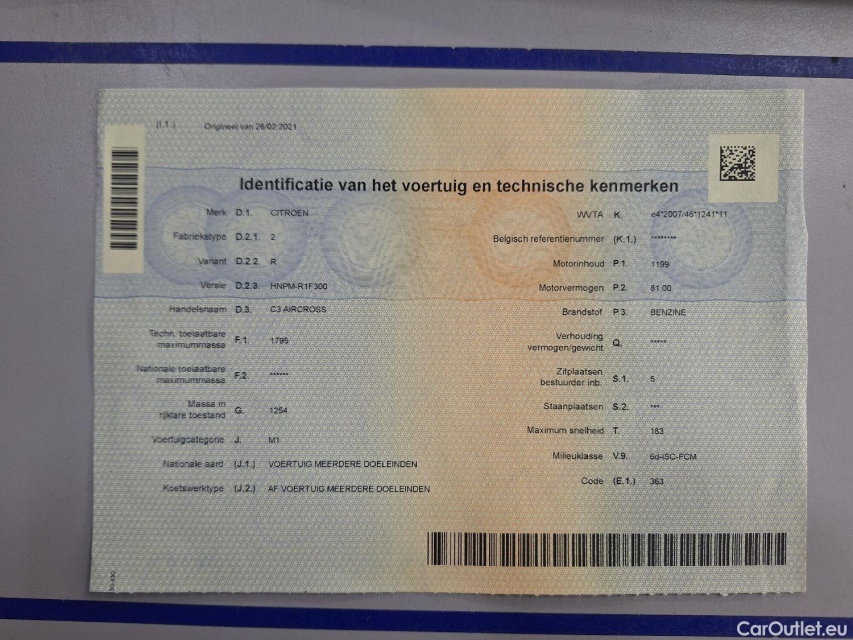 (I.1.) Origineel van 26/02/2021
Identificatie van het voertuig en technische kenmerken
Merk D.1. CITROEN
Fabriekstype D.2.1. 2
Variant D.2.2. R
Versie D.2.3. HNPM-R1F300
Handelsnaam D.3. C3 AIRCROSS
Techn. toelaatbare
maximummassa F.1. 1795
Nationale toelaatbare
maximummassa F.2. ******
Massa in
rijklare toestand G. 1254
Voertuigcategorie J. M1
Nationale aard (J.1.) VOERTUIG MEERDERE DOELEINDEN
Koetswerktype (J.2.) AF VOERTUIG MEERDERE DOELEINDEN
WVTA K. e4*2007/46*1241*11
Belgisch referentienummer (K.1.) ********
Motorinhoud P.1. 1199
Motorvermogen P.2. 81.00
Brandstof P.3. BENZINE
Verhouding
vermogen/gewicht Q. *****
Zitplaatsen
bestuurder inb. S.1. 5
Staanplaatsen S.2. ***
Maximum snelheid T. 183
Milieuklasse V.9. 6d-ISC-FCM
Code (E.1.) 363
CarOutlet.eu